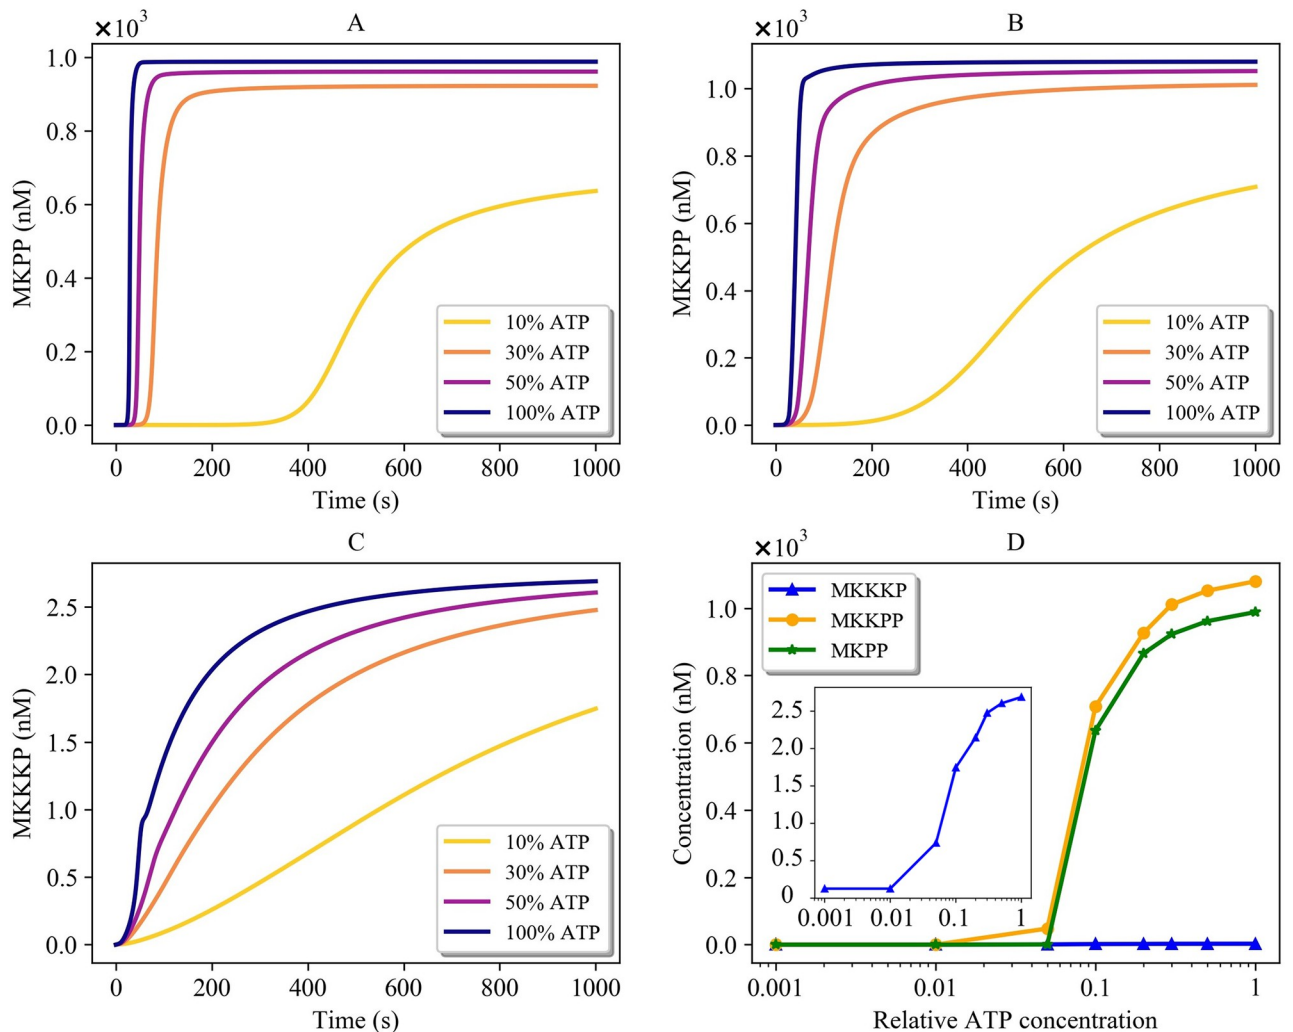 A
×10³
1.0
0.8
0.6
0.4
0.2
0.0
MKPP (nM)
10% ATP
30% ATP
50% ATP
100% ATP
0 200 400 600 800 1000
Time (s)
B
×10³
1.0
0.8
0.6
0.4
0.2
0.0
MKKPP (nM)
10% ATP
30% ATP
50% ATP
100% ATP
0 200 400 600 800 1000
Time (s)
C
2.5
2.0
1.5
1.0
0.5
0.0
MKKKP (nM)
10% ATP
30% ATP
50% ATP
100% ATP
0 200 400 600 800 1000
Time (s)
D
×10³
MKKKP
MKKPP
MKPP
1.0
0.8
0.6
0.4
0.2
0.0
Concentration (nM)
2.5
2.0
1.5
1.0
0.5
0
0.001 0.01 0.1 1
0.001 0.01 0.1 1
Relative ATP concentration